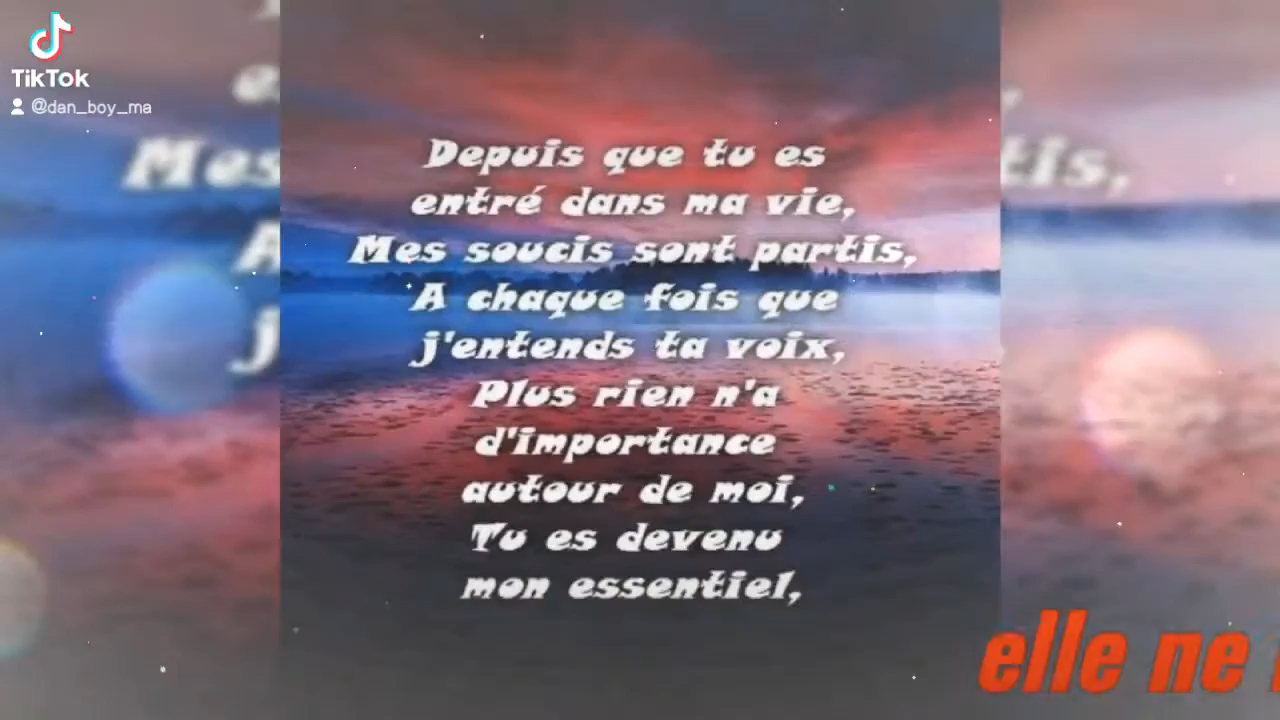 TikTok
@dan_boy_ma
Depuis que tu es
entré dans ma vie,
Mes soucis sont partis,
A chaque fois que
j'entends ta voix,
Plus rien n'a
d'importance
autour de moi,
Tu es devenu
mon essentiel,
elle ne